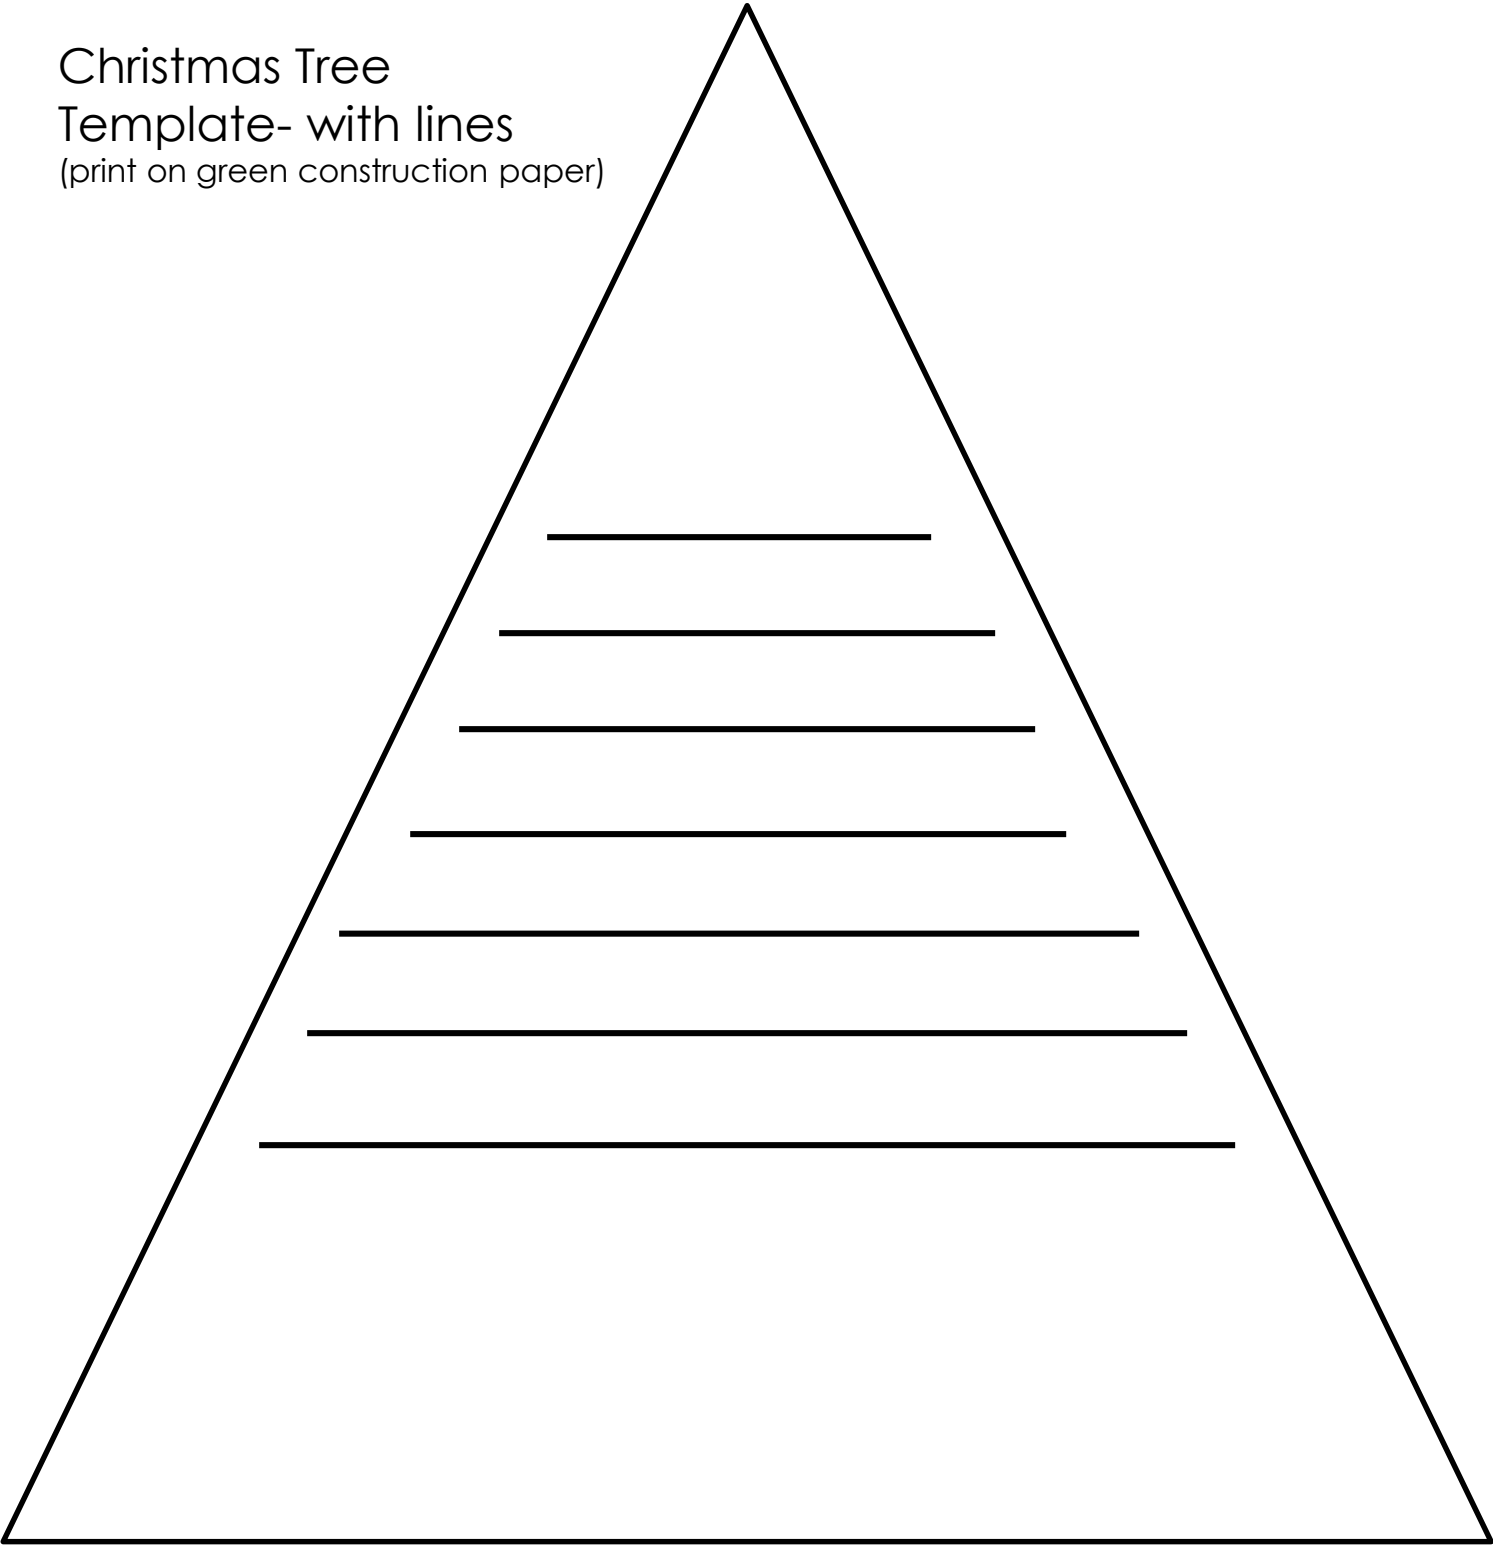 Christmas Tree
Template- with lines
(print on green construction paper)